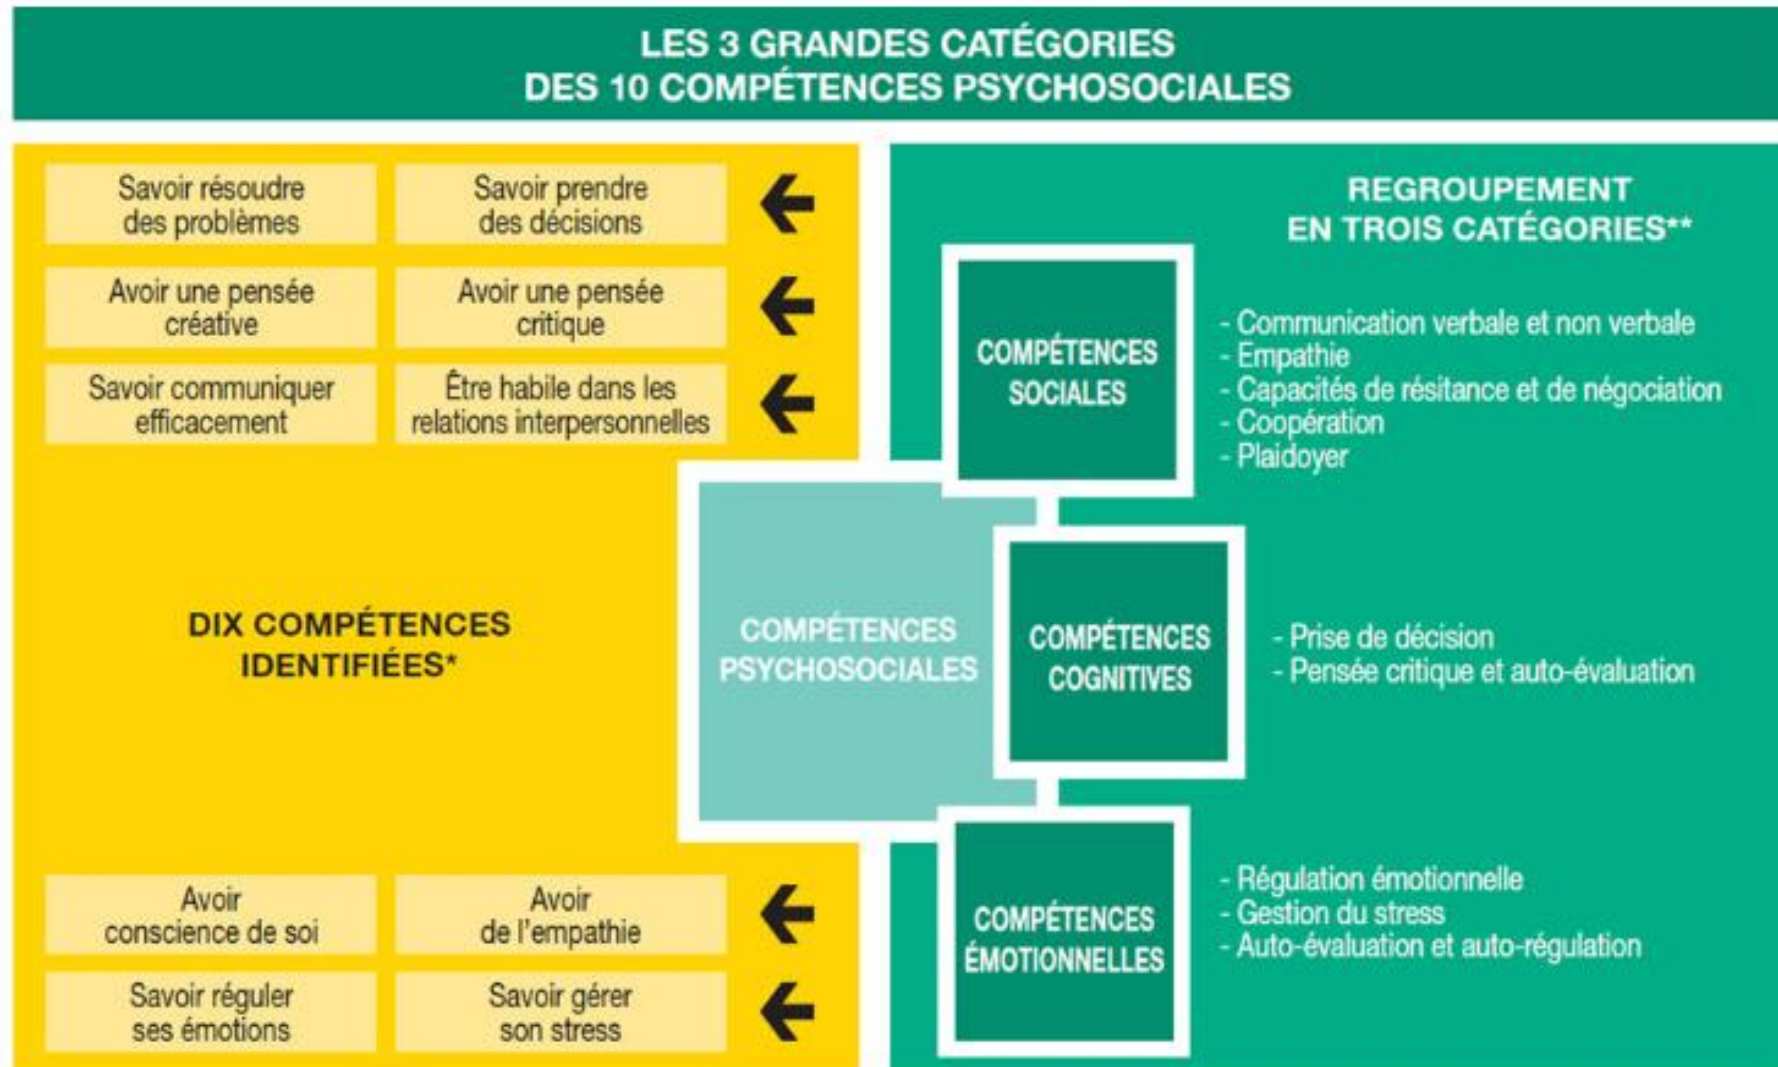 LES 3 GRANDES CATÉGORIES
DES 10 COMPÉTENCES PSYCHOSOCIALES
Savoir résoudre
des problèmes
Savoir prendre
des décisions
Avoir une pensée
créative
Avoir une pensée
critique
Savoir communiquer
efficacement
Être habile dans les
relations interpersonnelles
DIX COMPÉTENCES
IDENTIFIÉES*
Avoir
conscience de soi
Avoir
de l'empathie
Savoir réguler
ses émotions
Savoir gérer
son stress
COMPÉTENCES
PSYCHOSOCIALES
REGROUPEMENT
EN TROIS CATÉGORIES**
COMPÉTENCES
SOCIALES
- Communication verbale et non verbale
- Empathie
- Capacités de résitance et de négociation
- Coopération
- Plaidoyer
COMPÉTENCES
COGNITIVES
- Prise de décision
- Pensée critique et auto-évaluation
COMPÉTENCES
ÉMOTIONNELLES
- Régulation émotionnelle
- Gestion du stress
- Auto-évaluation et auto-régulation